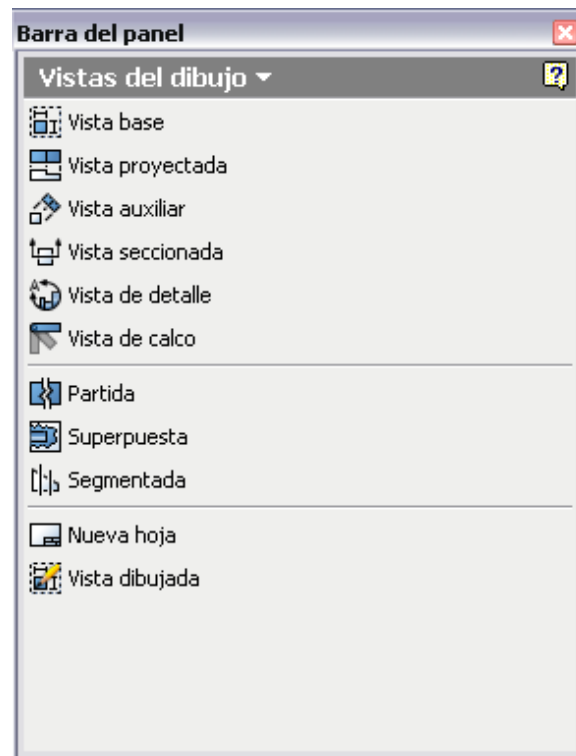 Barra del panel
Vistas del dibujo
Vista base
Vista proyectada
Vista auxiliar
Vista seccionada
Vista de detalle
Vista de calco
Partida
Superpuesta
Segmentada
Nueva hoja
Vista dibujada